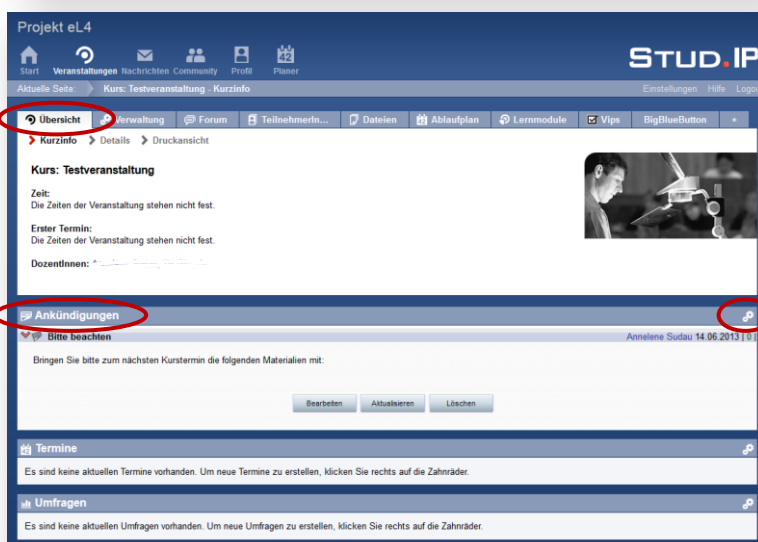 Projekt eL4
Start Veranstaltungen Nachrichten Community Profil Planer
STUD.IP
Aktuelle Seite: Kurs: Testveranstaltung - Kurzinfo
Einstellungen Hilfe Logou
Übersicht Verwaltung Forum TeilnehmerIn... Dateien Ablaufplan Lernmodule Vips BigBlueButton +
Kurzinfo Details Druckansicht
Kurs: Testveranstaltung
Zeit:
Die Zeiten der Veranstaltung stehen nicht fest.
Erster Termin:
Die Zeiten der Veranstaltung stehen nicht fest.
DozentInnen:
Ankündigungen
Bitte beachten Annelene Sudau 14.06.2013 | 0 |
Bringen Sie bitte zum nächsten Kurstermin die folgenden Materialien mit:
Bearbeiten Aktualisieren Löschen
42 Termine
Es sind keine aktuellen Termine vorhanden. Um neue Termine zu erstellen, klicken Sie rechts auf die Zahnräder.
Umfragen
Es sind keine aktuellen Umfragen vorhanden. Um neue Umfragen zu erstellen, klicken Sie rechts auf die Zahnräder.